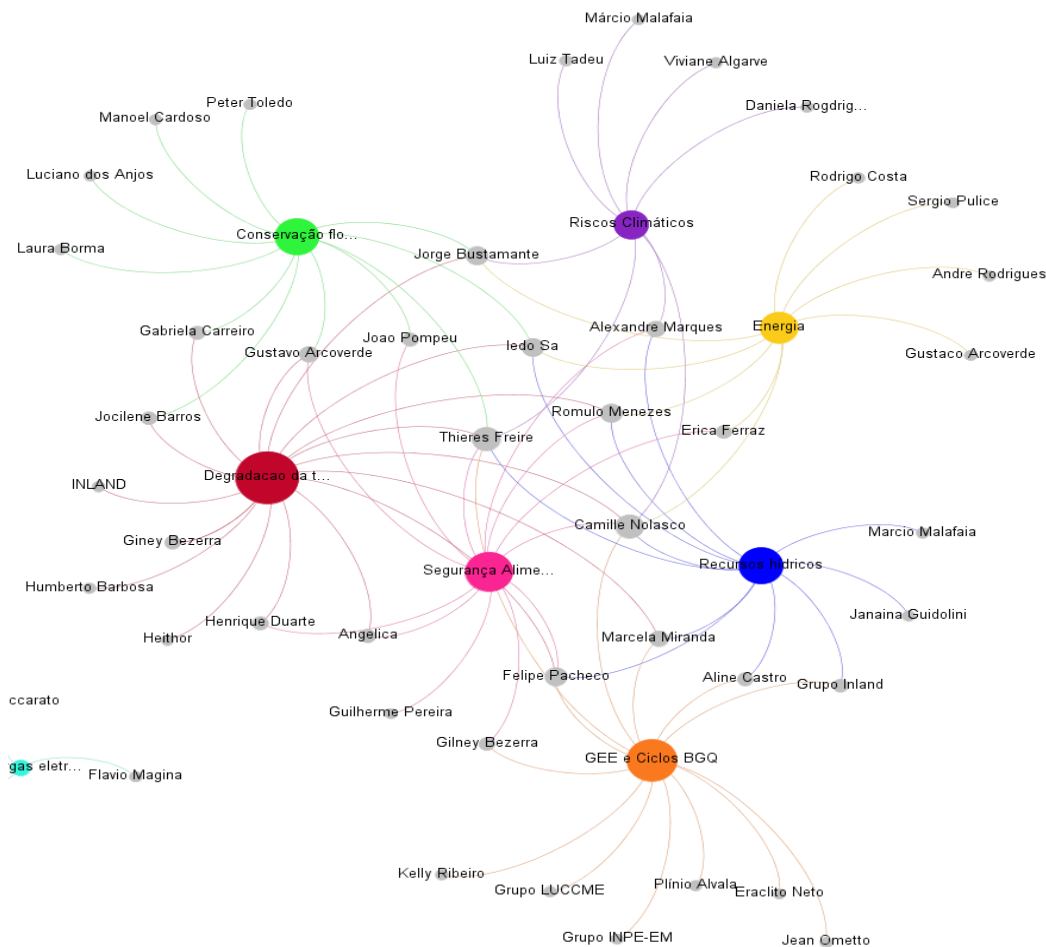 Márcio Malafaia
Luiz Tadeu
Viviane Algarve
Peter Toledo
Daniela Rogdrig...
Manoel Cardoso
Luciano dos Anjos
Rodrigo Costa
Sergio Pulice
Riscos Climáticos
Conservação flo...
Laura Borma
Jorge Bustamante
Andre Rodrigues
Gabriela Carreiro
Alexandre Marques
Energia
Joao Pompeu
Iedo Sa
Gustavo Arcoverde
Gustaco Arcoverde
Romulo Menezes
Jocilene Barros
Erica Ferraz
Thieres Freire
Degradacao da t...
INLAND
Camille Nolasco
Marcio Malafaia
Giney Bezerra
Segurança Alime...
Recursos hídricos
Humberto Barbosa
Janaina Guidolini
Henrique Duarte
Angelica
Heithor
Marcela Miranda
Felipe Pacheco
Aline Castro
Grupo Inland
ccarato
Guilherme Pereira
Gilney Bezerra
GEE e Ciclos BGQ
gas eletr...
Flavio Magina
Kelly Ribeiro
Grupo LUCCME
Plínio Alvala
Eraclito Neto
Grupo INPE-EM
Jean Ometto